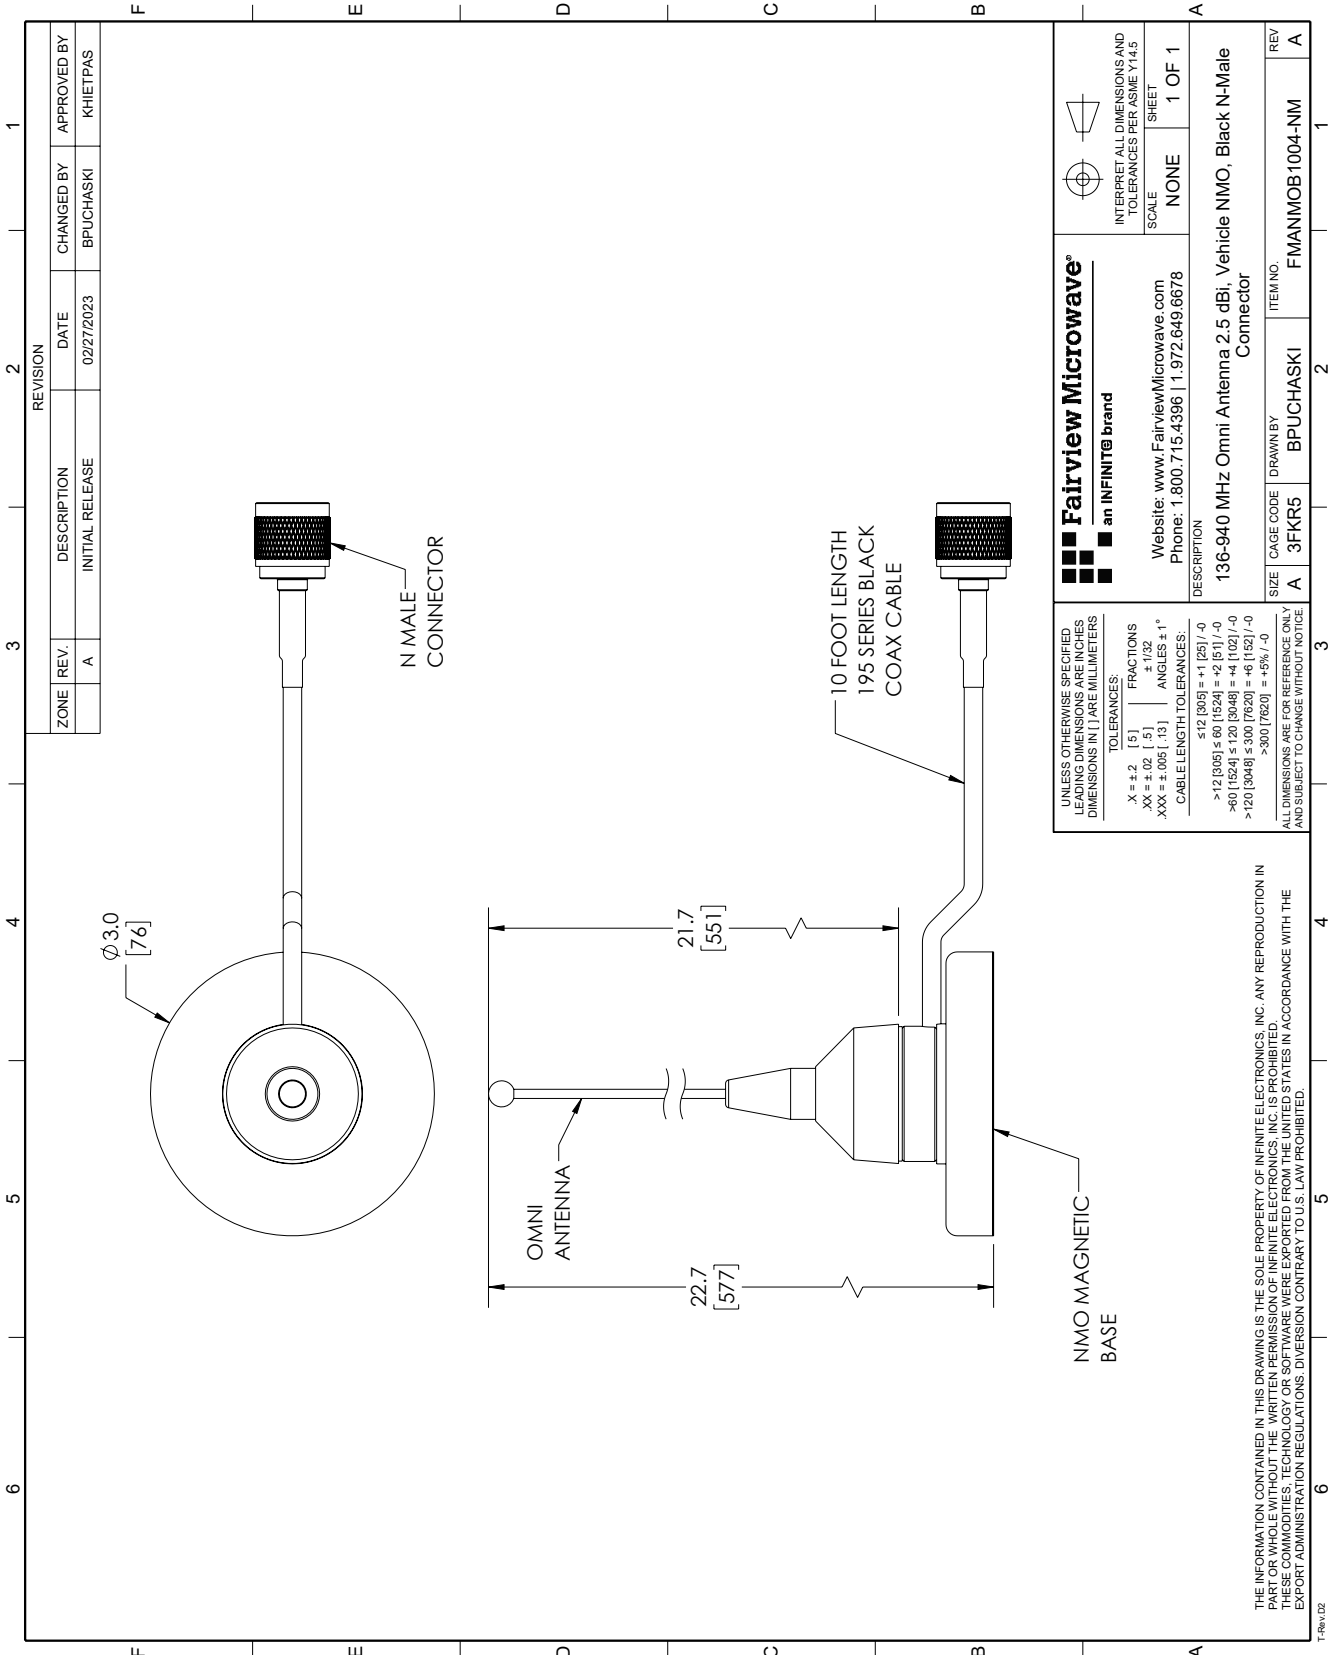 6
5
4
3
2
1
F
E
D
C
B
A
REVISION
ZONE REV. DESCRIPTION DATE CHANGED BY APPROVED BY
A INITIAL RELEASE 02/27/2023 BPUCHASKI KHIETPAS
Ø 3.0
[76]
N MALE
CONNECTOR
OMNI
ANTENNA
21.7
[551]
22.7
[577]
10 FOOT LENGTH
195 SERIES BLACK
COAX CABLE
NMO MAGNETIC
BASE
UNLESS OTHERWISE SPECIFIED
LEADING DIMENSIONS ARE INCHES
DIMENSIONS IN [ ] ARE MILLIMETERS
TOLERANCES:
.X = ±.2 [5] FRACTIONS
.XX = ±.02 [.5] ± 1/32
.XXX = ±.005 [.13] ANGLES ± 1°
CABLE LENGTH TOLERANCES:
≤12 [305] = +1 [25] / -0
>12 [305] ≤ 60 [1524] = +2 [51] / -0
>60 [1524] ≤ 120 [3048] = +4 [102] / -0
>120 [3048] ≤ 300 [7620] = +6 [152] / -0
>300 [7620] = +5% / -0
ALL DIMENSIONS ARE FOR REFERENCE ONLY
AND SUBJECT TO CHANGE WITHOUT NOTICE.
Fairview Microwave®
an INFINIT@ brand
Website: www.FairviewMicrowave.com
Phone: 1.800.715.4396 | 1.972.649.6678
INTERPRET ALL DIMENSIONS AND
TOLERANCES PER ASME Y14.5
SCALE
NONE
SHEET
1 OF 1
DESCRIPTION
136-940 MHz Omni Antenna 2.5 dBi, Vehicle NMO, Black N-Male
Connector
SIZE
A
CAGE CODE
3FKR5
DRAWN BY
BPUCHASKI
ITEM NO.
FMANMOB1004-NM
REV
A
THE INFORMATION CONTAINED IN THIS DRAWING IS THE SOLE PROPERTY OF INFINITE ELECTRONICS, INC. ANY REPRODUCTION IN
PART OR WHOLE WITHOUT THE WRITTEN PERMISSION OF INFINITE ELECTRONICS, INC. IS PROHIBITED.
THESE COMMODITIES, TECHNOLOGY OR SOFTWARE WERE EXPORTED FROM THE UNITED STATES IN ACCORDANCE WITH THE
EXPORT ADMINISTRATION REGULATIONS. DIVERSION CONTRARY TO U.S. LAW PROHIBITED.
F
E
D
C
B
A
6
5
4
3
2
1
T-Rev.D2